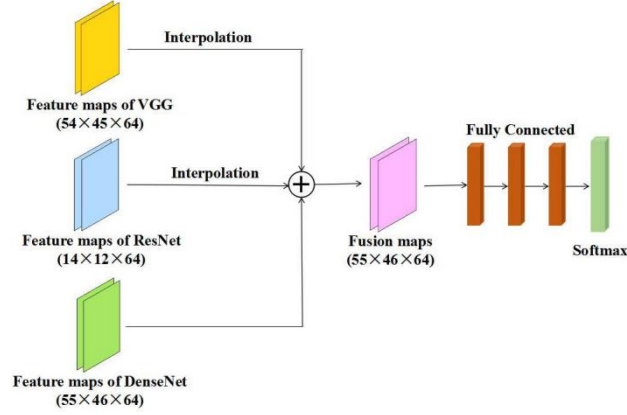 Interpolation
Feature maps of VGG
(54×45×64)
Fully Connected
Interpolation
Feature maps of ResNet
(14×12×64)
Fusion maps
(55×46×64)
Softmax
Feature maps of DenseNet
(55×46×64)